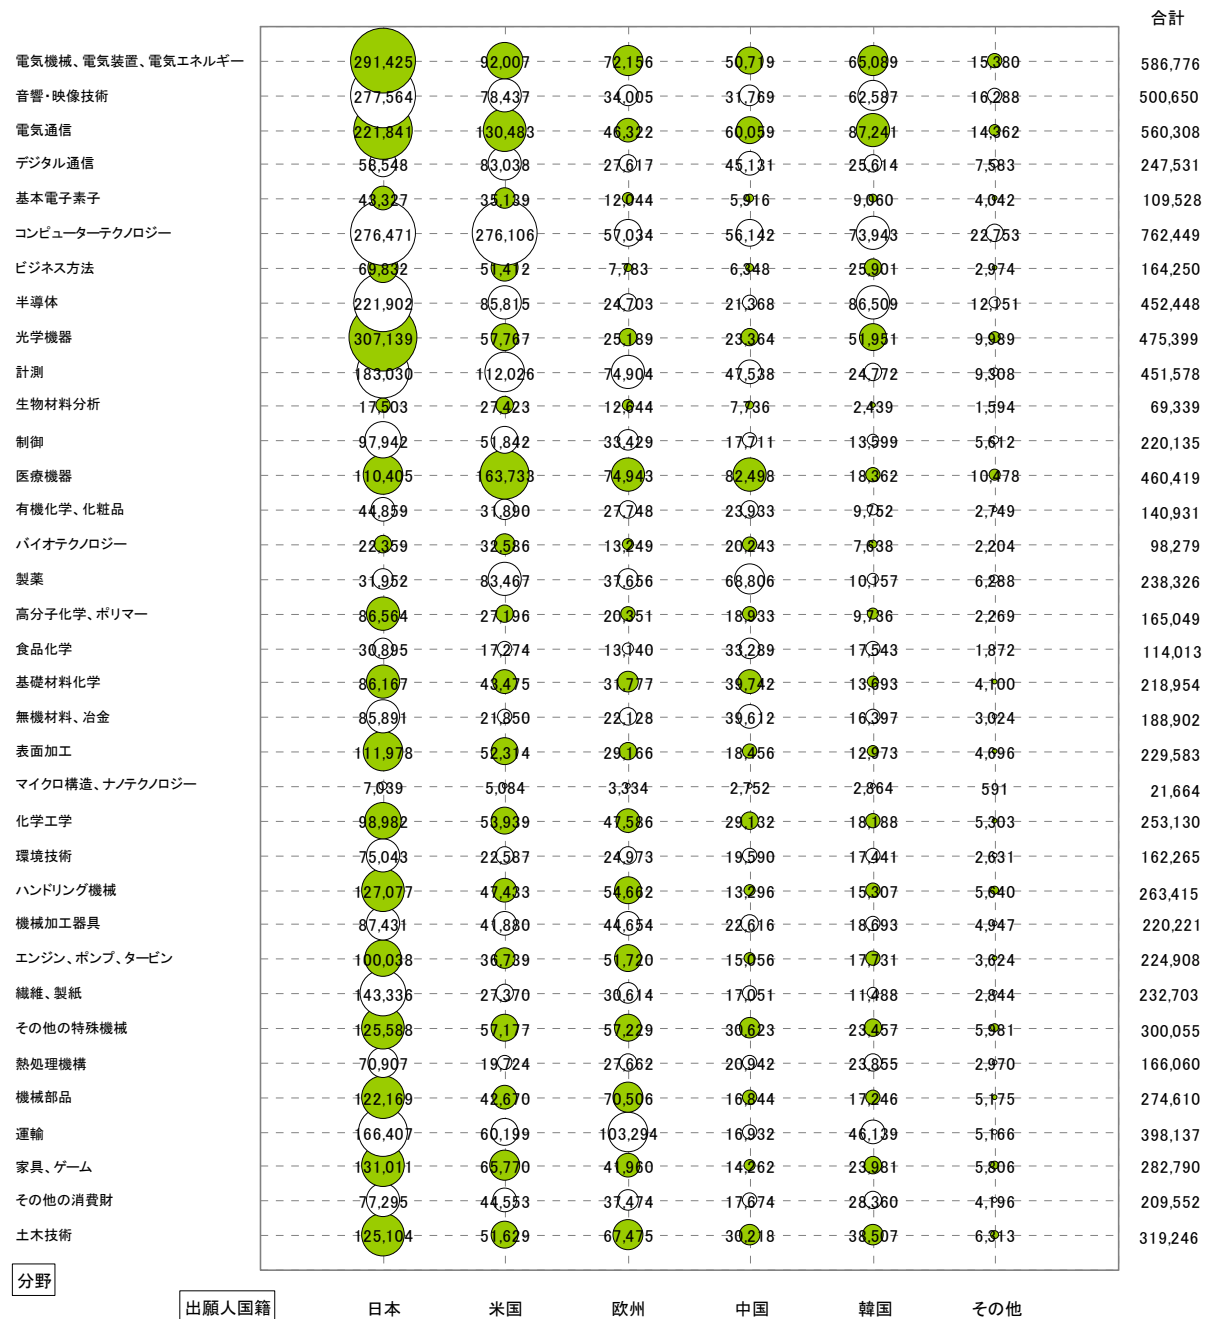 合計
電気機械、電気装置、電気エネルギー 291,425 92,007 72,156 50,719 65,089 15,380 586,776
音響・映像技術 277,564 78,437 34,005 31,769 62,587 16,288 500,650
電気通信 221,841 130,483 46,322 60,059 87,241 14,362 560,308
デジタル通信 58,548 83,038 27,617 45,131 25,614 7,583 247,531
基本電子素子 43,327 35,139 12,044 5,916 9,060 4,042 109,528
コンピューターテクノロジー 276,471 276,106 57,034 56,142 73,943 22,753 762,449
ビジネス方法 69,832 51,412 7,783 6,348 25,901 2,974 164,250
半導体 221,902 85,815 24,703 21,368 86,509 12,151 452,448
光学機器 307,139 57,767 25,189 23,364 51,951 9,989 475,399
計測 183,030 112,026 74,904 47,538 24,772 9,308 451,578
生物材料分析 17,503 27,423 12,644 7,736 2,439 1,594 69,339
制御 97,942 51,842 33,429 17,711 13,599 5,612 220,135
医療機器 110,405 163,733 74,943 82,498 18,362 10,478 460,419
有機化学、化粧品 44,859 31,890 27,748 23,933 9,752 2,749 140,931
バイオテクノロジー 22,359 32,586 13,249 20,243 7,638 2,204 98,279
製薬 31,952 83,467 37,656 68,806 10,157 6,288 238,326
高分子化学、ポリマー 86,564 27,196 20,351 18,933 9,736 2,269 165,049
食品化学 30,895 17,274 13,140 33,289 17,543 1,872 114,013
基礎材料化学 86,167 43,475 31,777 39,742 13,693 4,100 218,954
無機材料、冶金 85,891 21,850 22,128 39,612 16,397 3,024 188,902
表面加工 111,978 52,314 29,166 18,456 12,973 4,696 229,583
マイクロ構造、ナノテクノロジー 7,039 5,084 3,334 2,752 2,864 591 21,664
化学工学 98,982 53,939 47,586 29,132 18,188 5,303 253,130
環境技術 75,043 22,587 24,973 19,590 17,441 2,631 162,265
ハンドリング機械 127,077 47,433 54,662 13,296 15,307 5,640 263,415
機械加工器具 87,431 41,880 44,654 22,616 18,693 4,947 220,221
エンジン、ポンプ、タービン 100,038 36,739 51,720 15,056 17,731 3,624 224,908
繊維、製紙 143,336 27,370 30,614 17,051 11,488 2,844 232,703
その他の特殊機械 125,588 57,177 57,229 30,623 23,457 5,981 300,055
熱処理機構 70,907 19,724 27,662 20,942 23,855 2,970 166,060
機械部品 122,169 42,670 70,506 16,844 17,246 5,175 274,610
運輸 166,407 60,199 103,294 16,932 46,139 5,166 398,137
家具、ゲーム 131,011 65,770 41,960 14,262 23,981 5,806 282,790
その他の消費財 77,295 44,553 37,474 17,674 28,360 4,196 209,552
土木技術 125,104 51,629 67,475 30,218 38,507 6,313 319,246
分野
出願人国籍 日本 米国 欧州 中国 韓国 その他